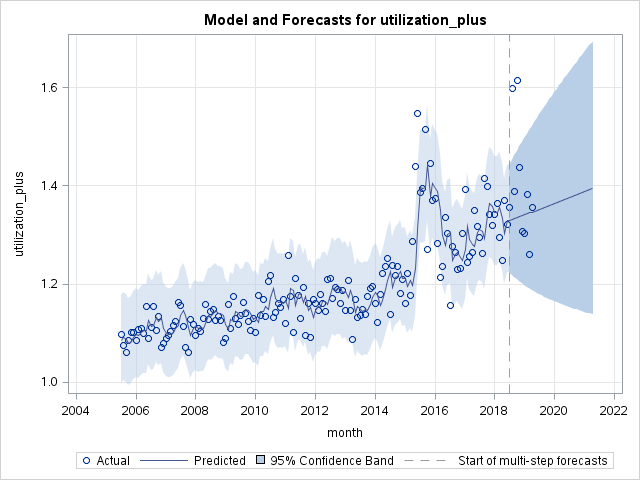 Model and Forecasts for utilization_plus
utilization_plus
1.6
1.4
1.2
1.0
2004 2006 2008 2010 2012 2014 2016 2018 2020 2022
month
Actual Predicted 95% Confidence Band Start of multi-step forecasts